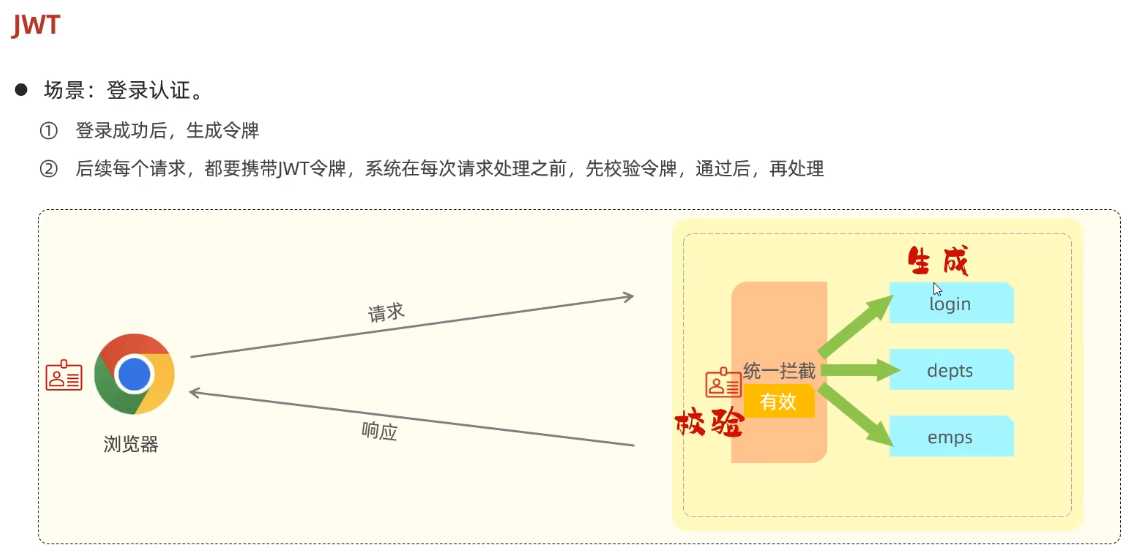 JWT
● 场景：登录认证。
① 登录成功后，生成令牌
② 后续每个请求，都要携带JWT令牌，系统在每次请求处理之前，先校验令牌，通过后，再处理
生成
login
请求
统一拦截
depts
有效
校验
响应
浏览器
emps